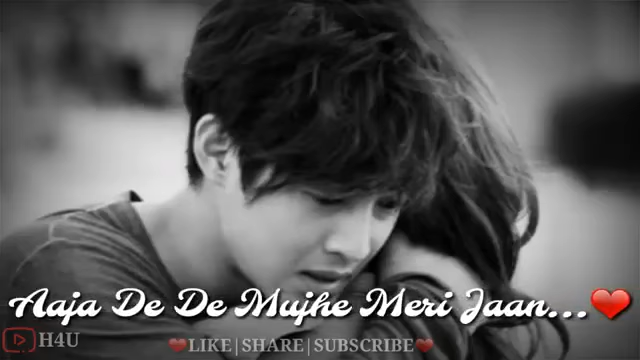 Aaja De De Mujhe Meri Jaan...❤
H4U
❤LIKE|SHARE|SUBSCRIBE❤